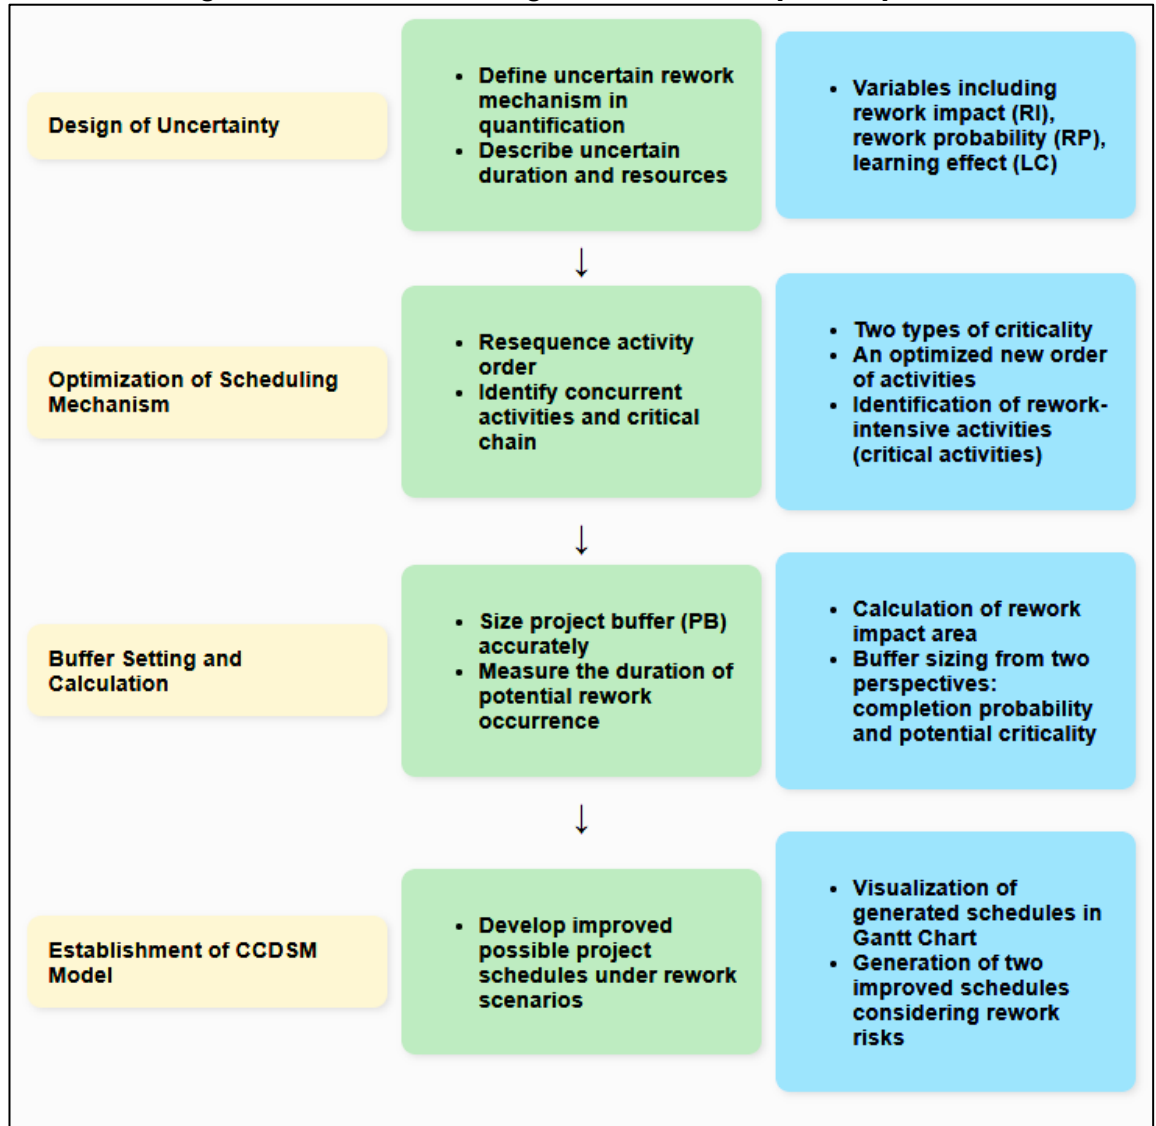 Design of Uncertainty
• Define uncertain rework
mechanism in
quantification
• Describe uncertain
duration and resources
• Variables including
rework impact (RI),
rework probability (RP),
learning effect (LC)
↓
Optimization of Scheduling
Mechanism
• Resequence activity
order
• Identify concurrent
activities and critical
chain
• Two types of criticality
• An optimized new order
of activities
• Identification of rework-
intensive activities
(critical activities)
↓
Buffer Setting and
Calculation
• Size project buffer (PB)
accurately
• Measure the duration of
potential rework
occurrence
• Calculation of rework
impact area
• Buffer sizing from two
perspectives:
completion probability
and potential criticality
↓
Establishment of CCDSM
Model
• Develop improved
possible project
schedules under rework
scenarios
• Visualization of
generated schedules in
Gantt Chart
• Generation of two
improved schedules
considering rework
risks